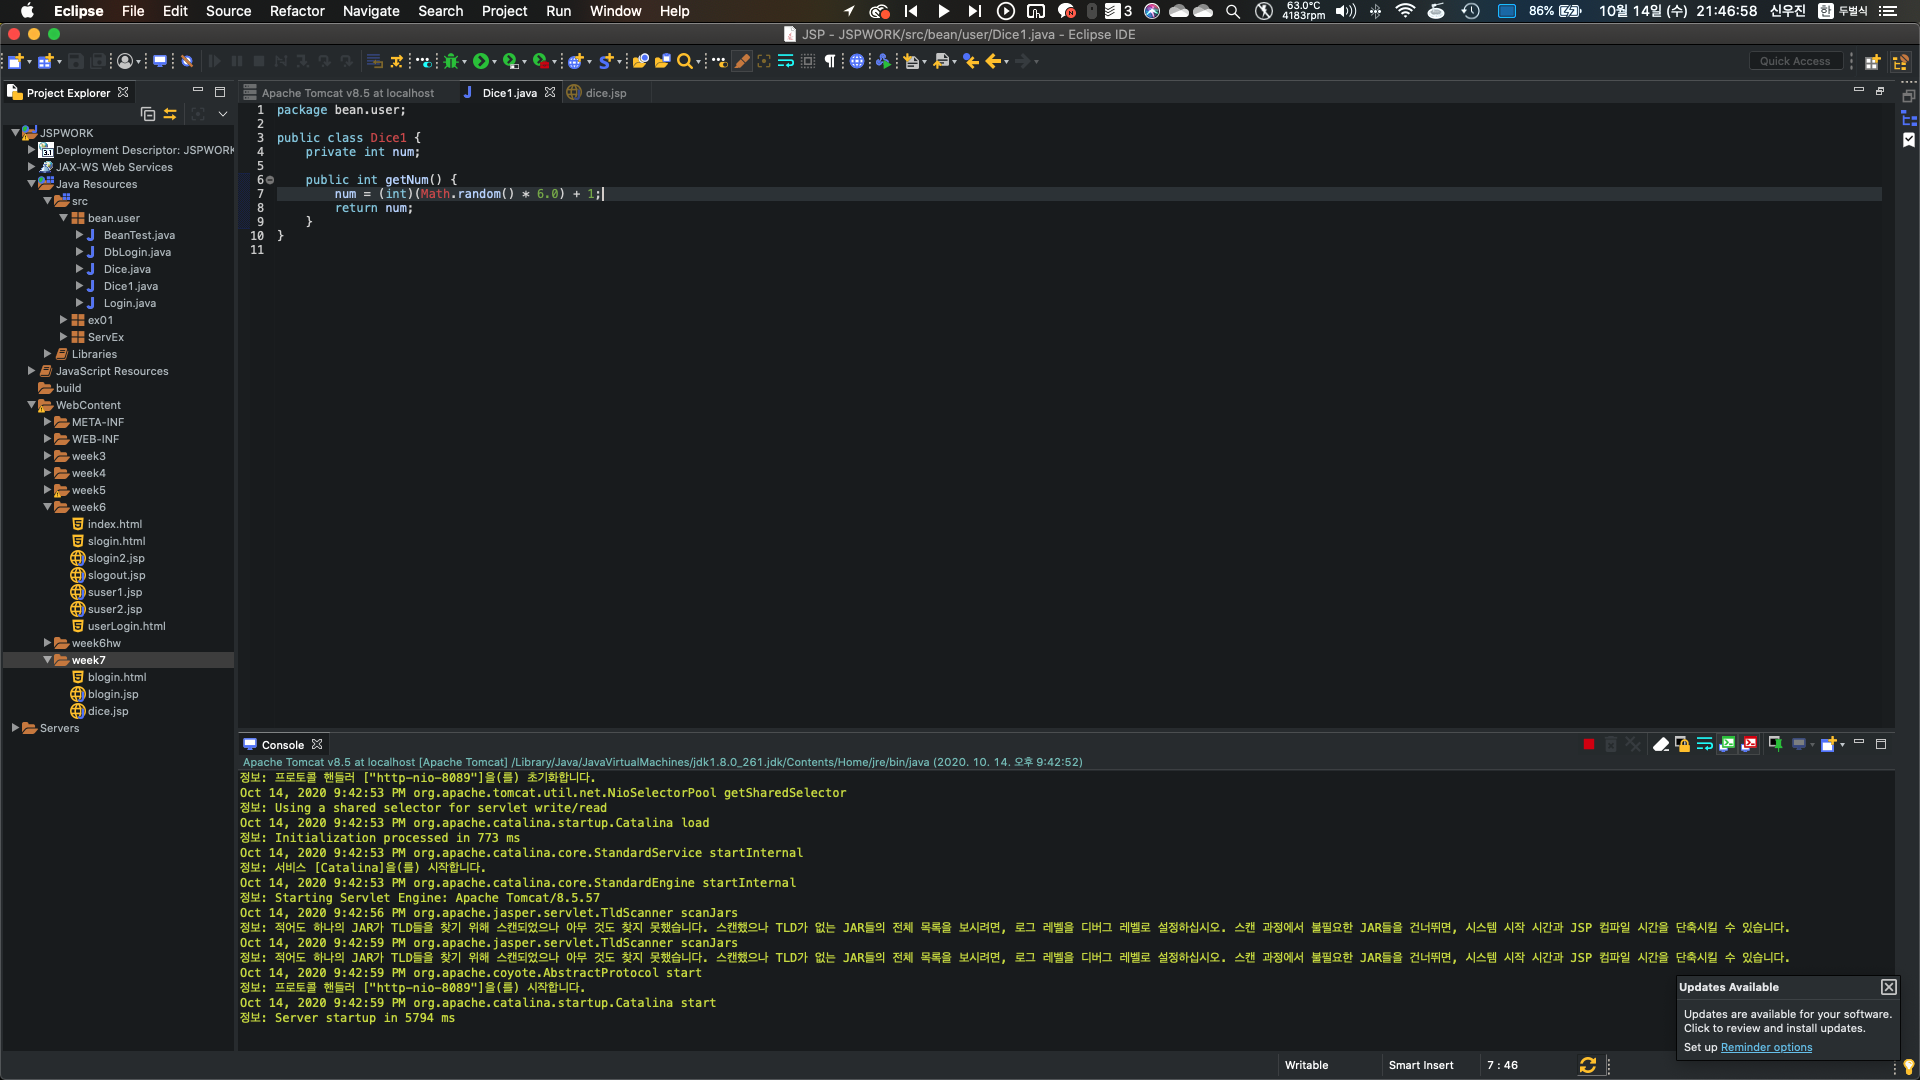 Eclipse File Edit Source Refactor Navigate Search Project Run Window Help 3 63.0°C 4183rpm 86% 10월 14일 (수) 21:46:58 신우진 한 두벌식
JSP - JSPWORK/src/bean/user/Dice1.java - Eclipse IDE
Quick Access
Project Explorer
Apache Tomcat v8.5 at localhost
Dice1.java
dice.jsp
JSPWORK
Deployment Descriptor: JSPWORK
JAX-WS Web Services
Java Resources
src
bean.user
BeanTest.java
DbLogin.java
Dice.java
Dice1.java
Login.java
ex01
ServEx
Libraries
JavaScript Resources
build
WebContent
META-INF
WEB-INF
week3
week4
week5
week6
index.html
slogin.html
slogin2.jsp
slogout.jsp
suser1.jsp
suser2.jsp
userLogin.html
week6hw
week7
blogin.html
blogin.jsp
dice.jsp
Servers
1 package bean.user;
2
3 public class Dice1 {
4 private int num;
5
6 public int getNum() {
7 num = (int)(Math.random() * 6.0) + 1;
8 return num;
9 }
10 }
11
Console
Apache Tomcat v8.5 at localhost [Apache Tomcat] /Library/Java/JavaVirtualMachines/jdk1.8.0_261.jdk/Contents/Home/jre/bin/java (2020. 10. 14. 오후 9:42:52)
정보: 프로토콜 핸들러 ["http-nio-8089"]을(를) 초기화합니다.
Oct 14, 2020 9:42:53 PM org.apache.tomcat.util.net.NioSelectorPool getSharedSelector
정보: Using a shared selector for servlet write/read
Oct 14, 2020 9:42:53 PM org.apache.catalina.startup.Catalina load
정보: Initialization processed in 773 ms
Oct 14, 2020 9:42:53 PM org.apache.catalina.core.StandardService startInternal
정보: 서비스 [Catalina]을(를) 시작합니다.
Oct 14, 2020 9:42:53 PM org.apache.catalina.core.StandardEngine startInternal
정보: Starting Servlet Engine: Apache Tomcat/8.5.57
Oct 14, 2020 9:42:56 PM org.apache.jasper.servlet.TldScanner scanJars
정보: 적어도 하나의 JAR가 TLD들을 찾기 위해 스캔되었으나 아무 것도 찾지 못했습니다. 스캔했으나 TLD가 없는 JAR들의 전체 목록을 보시려면, 로그 레벨을 디버그 레벨로 설정하십시오. 스캔 과정에서 불필요한 JAR들을 건너뛰면, 시스템 시작 시간과 JSP 컴파일 시간을 단축시킬 수 있습니다.
Oct 14, 2020 9:42:59 PM org.apache.jasper.servlet.TldScanner scanJars
정보: 적어도 하나의 JAR가 TLD들을 찾기 위해 스캔되었으나 아무 것도 찾지 못했습니다. 스캔했으나 TLD가 없는 JAR들의 전체 목록을 보시려면, 로그 레벨을 디버그 레벨로 설정하십시오. 스캔 과정에서 불필요한 JAR들을 건너뛰면, 시스템 시작 시간과 JSP 컴파일 시간을 단축시킬 수 있습니다.
Oct 14, 2020 9:42:59 PM org.apache.coyote.AbstractProtocol start
정보: 프로토콜 핸들러 ["http-nio-8089"]을(를) 시작합니다.
Oct 14, 2020 9:42:59 PM org.apache.catalina.startup.Catalina start
정보: Server startup in 5794 ms
Updates Available
Updates are available for your software.
Click to review and install updates.
Set up Reminder options
Writable
Smart Insert
7 : 46